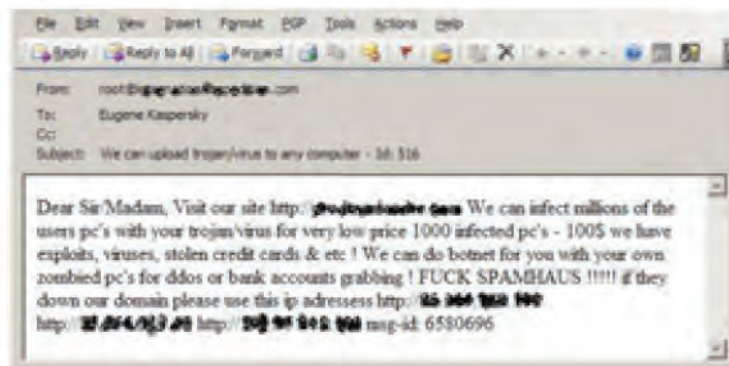 File Edit View Insert Format PGP Tools Actions Help
Reply Reply to All Forward
From: root@ .com
To: Eugene Kaspersky
Cc:
Subject: We can upload trojan/virus to any computer - Id: 516
Dear Sir/Madam, Visit our site http:// We can infect millions of the
users pc's with your trojan/virus for very low price 1000 infected pc's - 100$ we have
exploits, viruses, stolen credit cards & etc ! We can do botnet for you with your own
zombied pc's for ddos or bank accounts grabbing ! FUCK SPAMHAUS !!!!! if they
down our domain please use this ip adressess http://
http:// http:// msg-id: 6580696